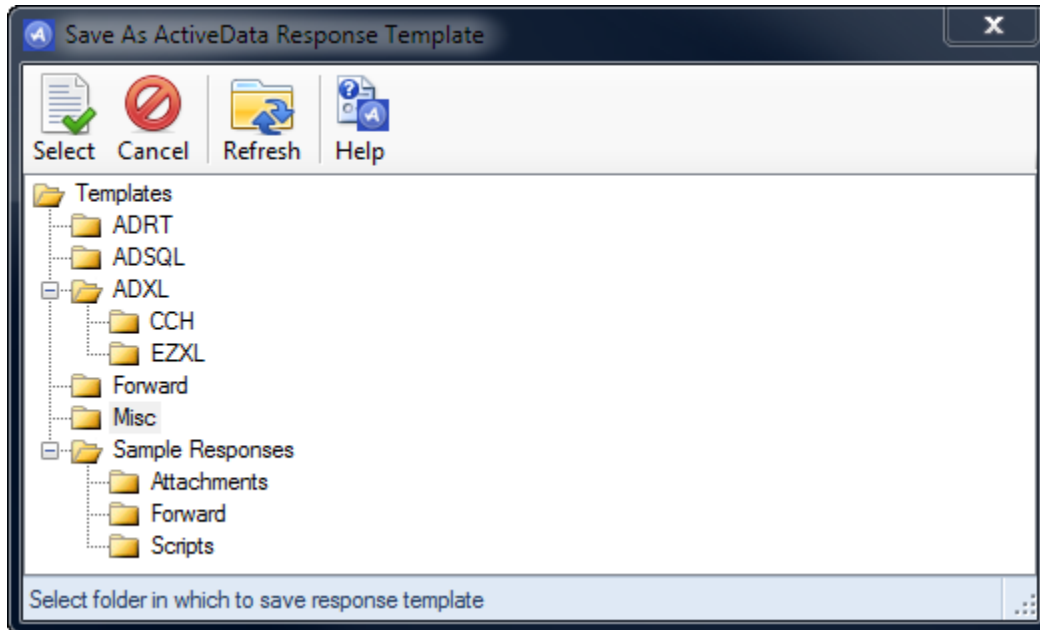 Save As ActiveData Response Template
Select Cancel Refresh Help
Templates
ADRT
ADSQL
ADXL
CCH
EZXL
Forward
Misc
Sample Responses
Attachments
Forward
Scripts
Select folder in which to save response template